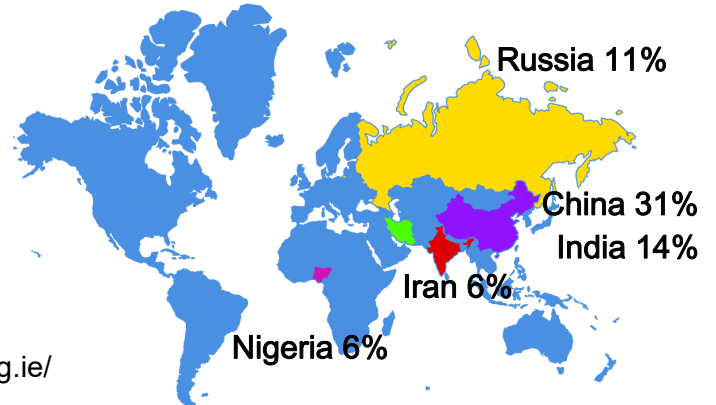 Russia 11%
China 31%
India 14%
Iran 6%
Nigeria 6%
g.ie/